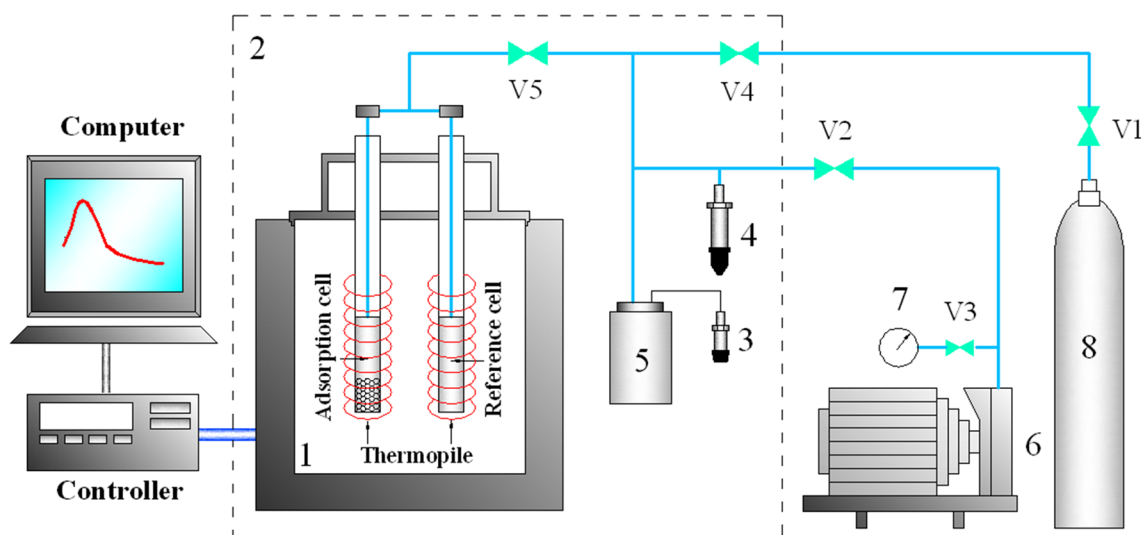 2
V5
V4
V1
V2
Computer
4
Adsorption cell
Reference cell
7
V3
3
5
8
1
Thermopile
6
Controller